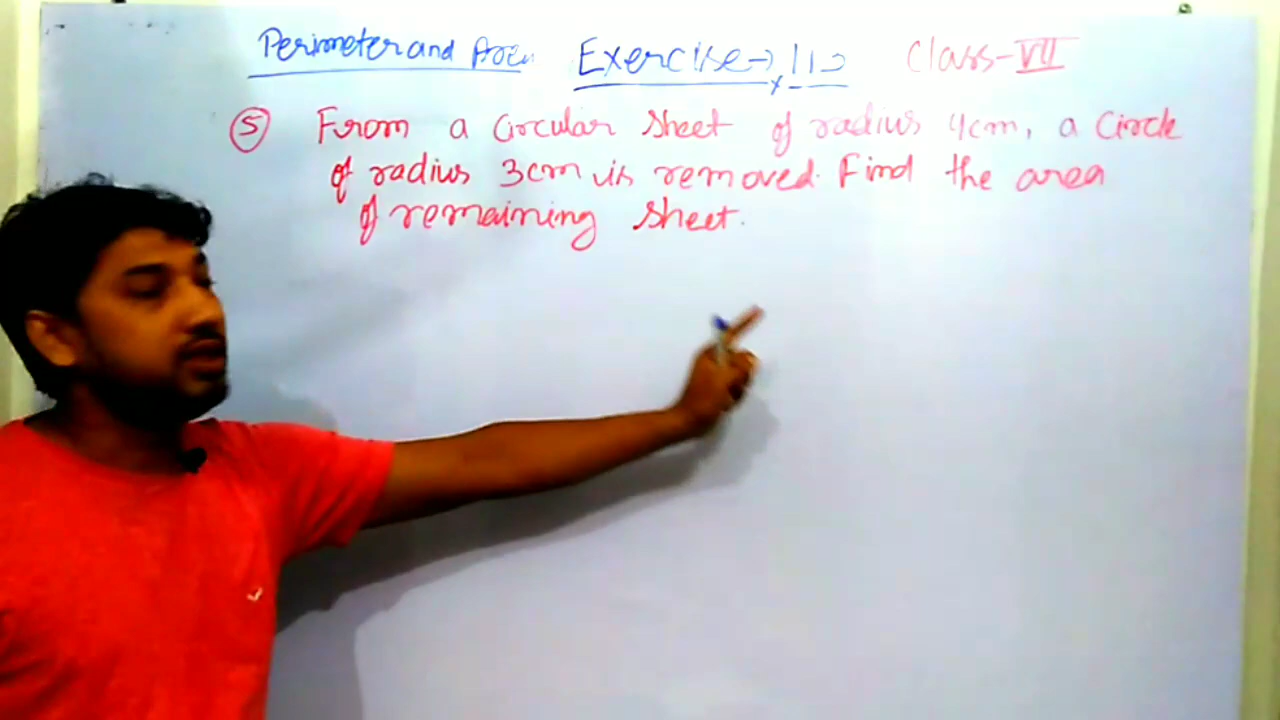 Perimeter and Area Exercise → 11.3 Class-VII
⑤ From a circular sheet of radius 4cm, a circle
of radius 3cm is removed. Find the area
of remaining sheet.